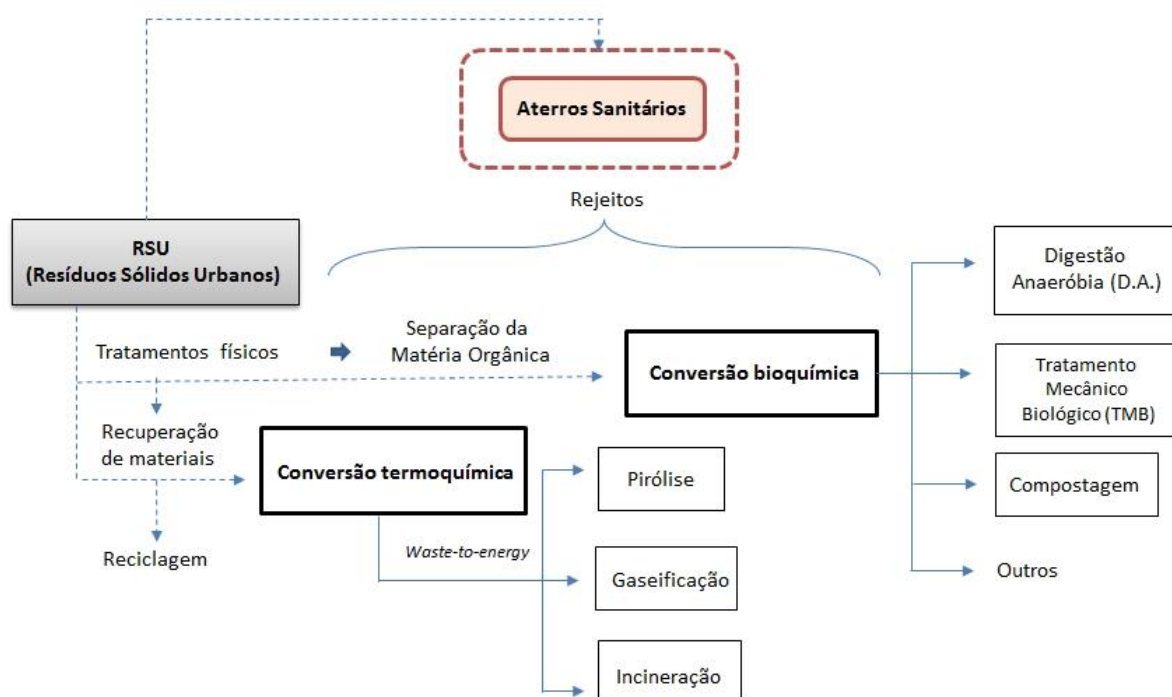 Aterros Sanitários
Rejeitos
RSU
(Resíduos Sólidos Urbanos)
Tratamentos físicos
Separação da
Matéria Orgânica
Conversão bioquímica
Digestão
Anaeróbia (D.A.)
Tratamento
Mecânico
Biológico (TMB)
Compostagem
Outros
Recuperação
de materiais
Reciclagem
Conversão termoquímica
Waste-to-energy
Pirólise
Gaseificação
Incineração